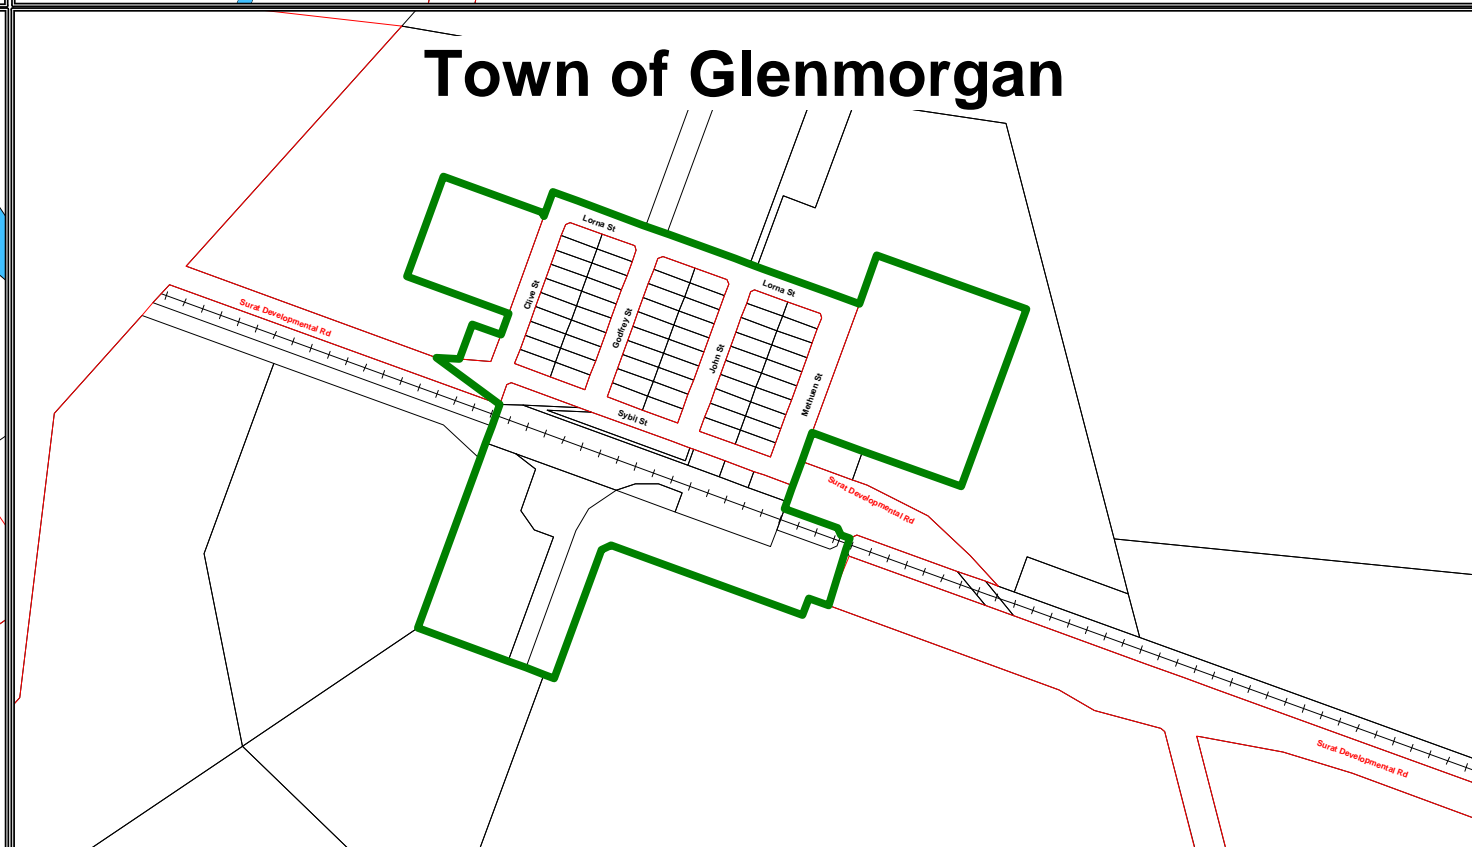 Town of Glenmorgan
Lorna St
Lorna St
Clive St
Surat Developmental Rd
Godfrey St
John St
Methuen St
Sybil St
Surat Developmental Rd
Surat Developmental Rd